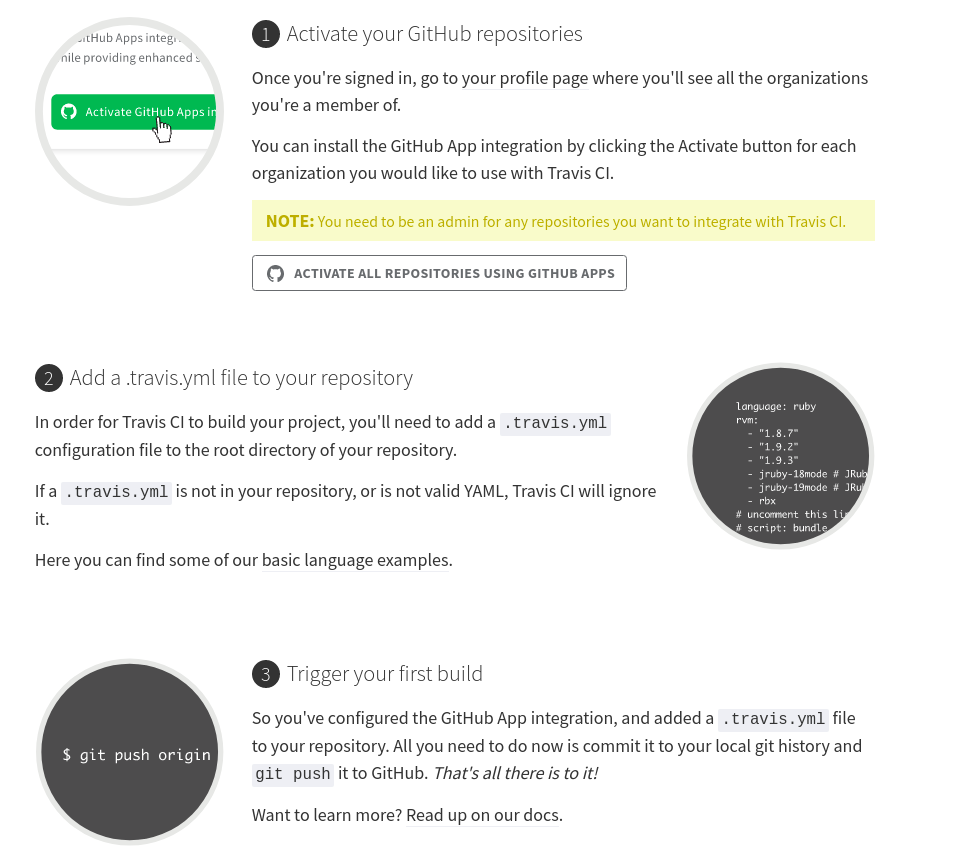 Hub Apps integr
while providing enhanced s
Activate GitHub Apps in
1 Activate your GitHub repositories
Once you're signed in, go to your profile page where you'll see all the organizations
you're a member of.
You can install the GitHub App integration by clicking the Activate button for each
organization you would like to use with Travis CI.
NOTE: You need to be an admin for any repositories you want to integrate with Travis CI.
ACTIVATE ALL REPOSITORIES USING GITHUB APPS
2 Add a .travis.yml file to your repository
In order for Travis CI to build your project, you'll need to add a .travis.yml
configuration file to the root directory of your repository.
If a .travis.yml is not in your repository, or is not valid YAML, Travis CI will ignore
it.
Here you can find some of our basic language examples.
language: ruby
rvm:
- "1.8.7"
- "1.9.2"
- "1.9.3"
- jruby-18mode # JRub
- jruby-19mode # JRu
- rbx
# uncomment this li
# script: bundle
$ git push origin
3 Trigger your first build
So you've configured the GitHub App integration, and added a .travis.yml file
to your repository. All you need to do now is commit it to your local git history and
git push it to GitHub. That's all there is to it!
Want to learn more? Read up on our docs.